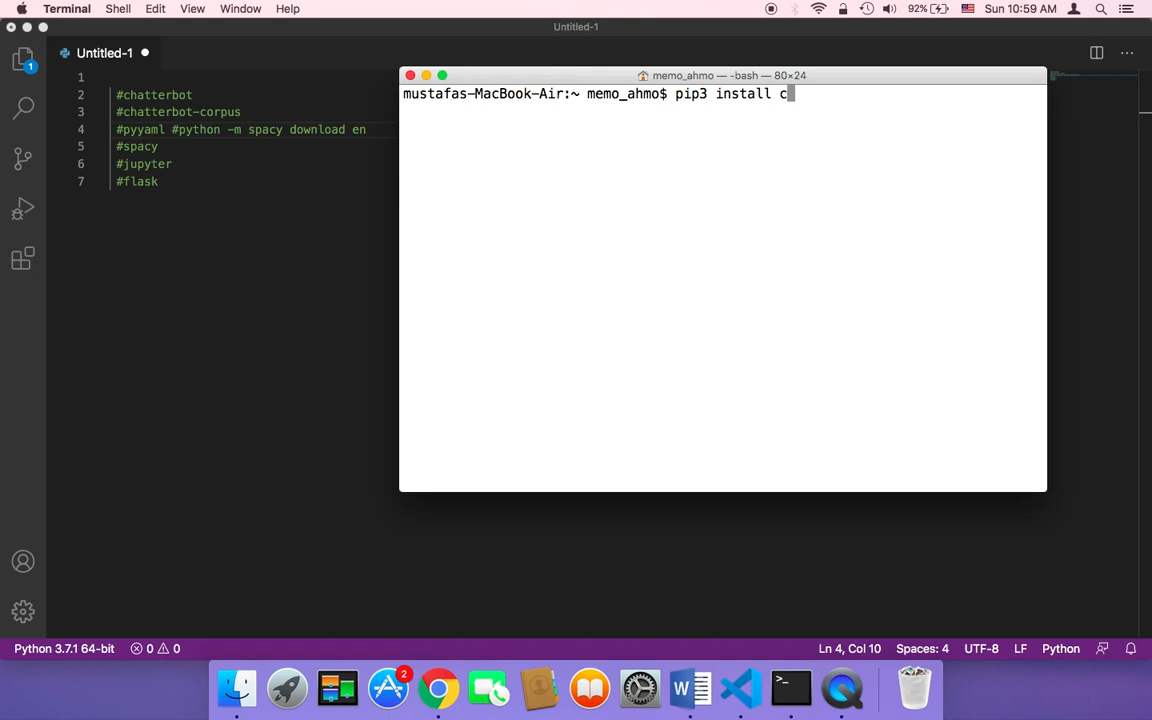 Terminal Shell Edit View Window Help 92% Sun 10:59 AM
Untitled-1
1
Untitled-1
memo_ahmo — -bash — 80×24
mustafas-MacBook-Air:~ memo_ahmo$ pip3 install c
1
2 #chatterbot
3 #chatterbot-corpus
4 #pyyaml #python -m spacy download en
5 #spacy
6 #jupyter
7 #flask
Python 3.7.1 64-bit 0 0 Ln 4, Col 10 Spaces: 4 UTF-8 LF Python
2
W
>_